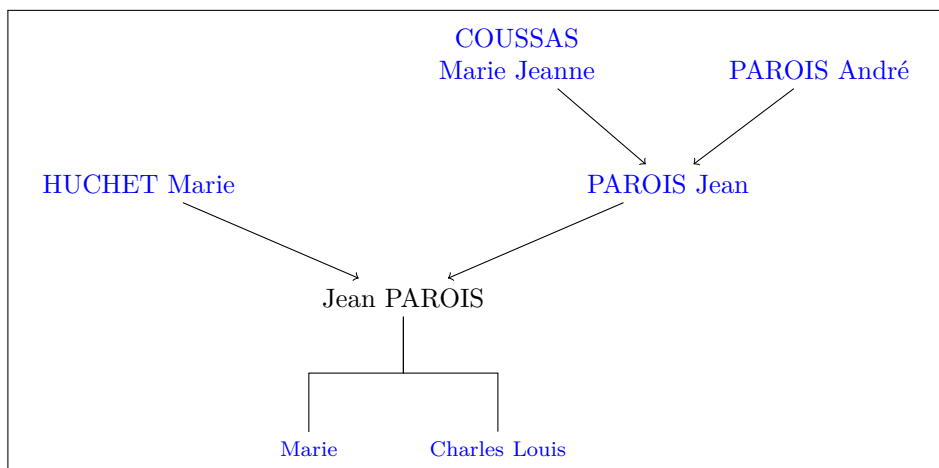 COUSSAS
Marie Jeanne
PAROIS André
HUCHET Marie
PAROIS Jean
Jean PAROIS
Marie
Charles Louis